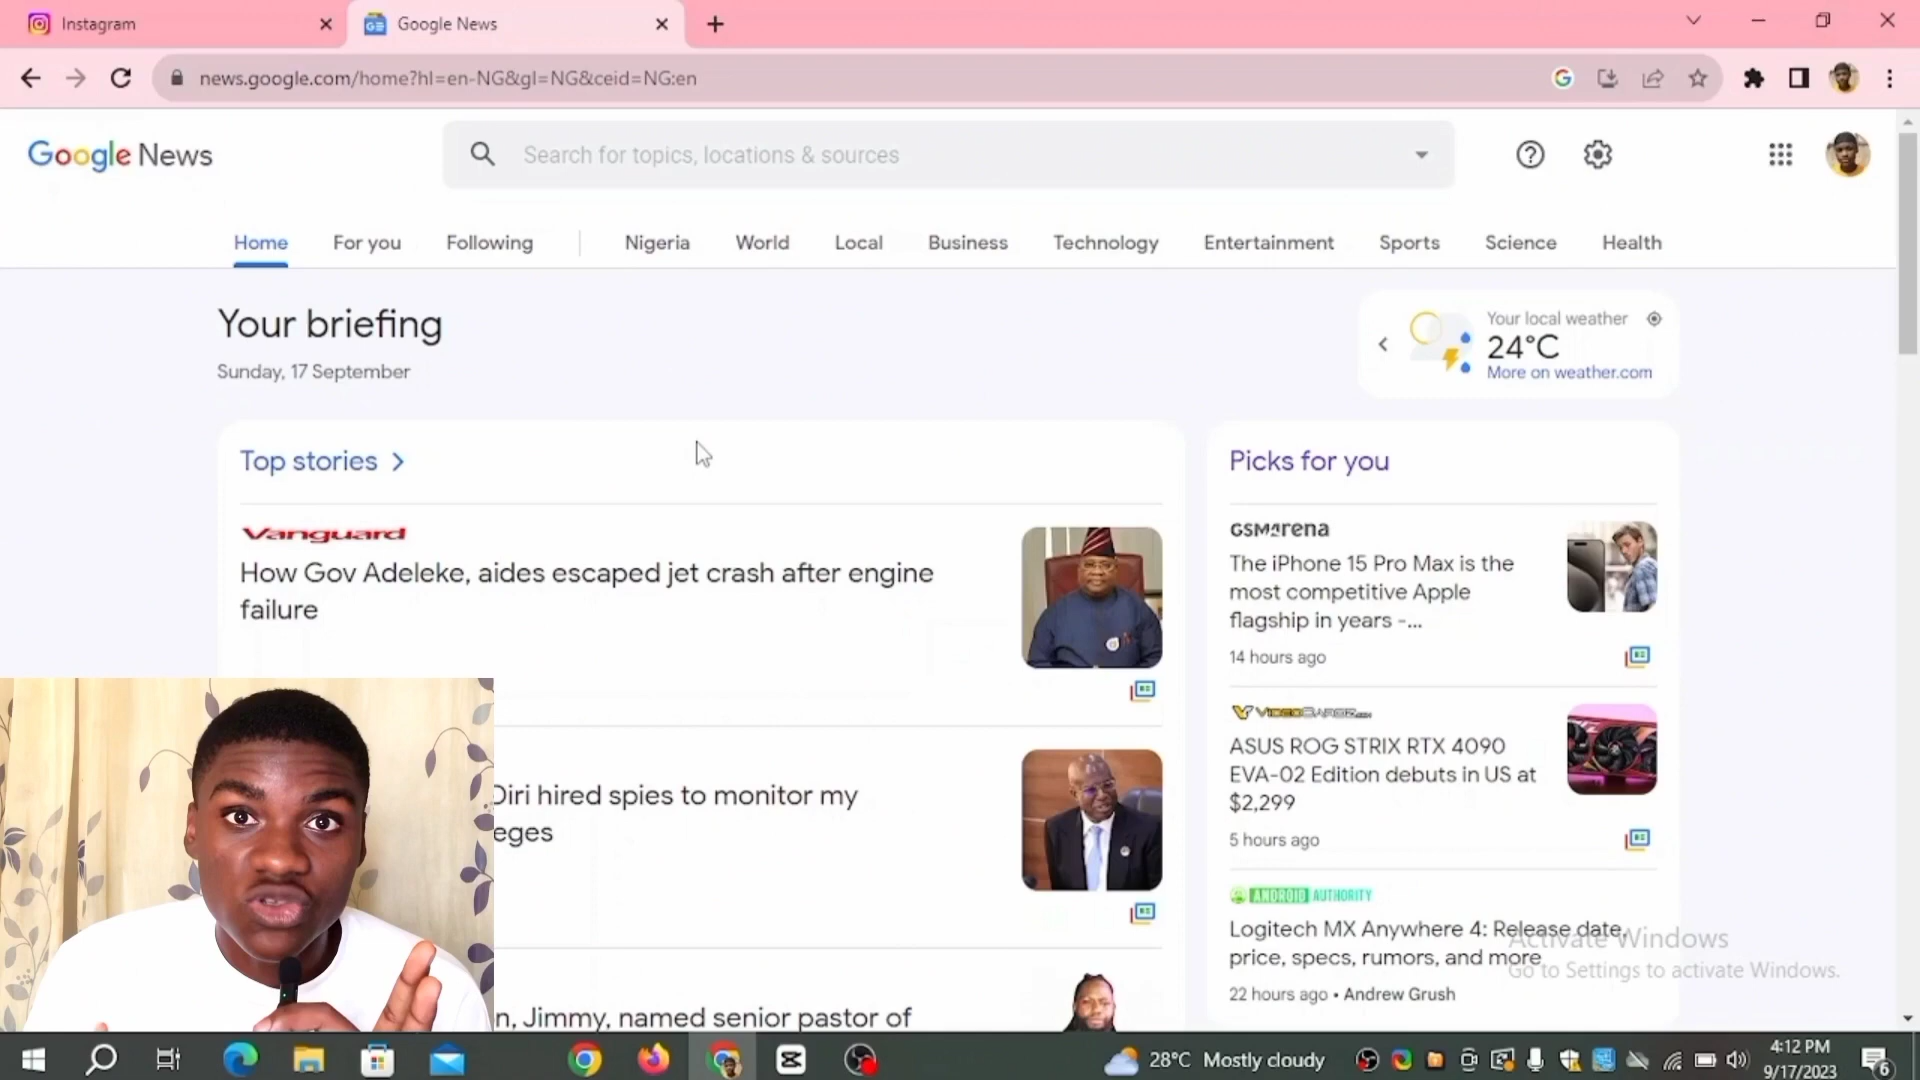 Instagram
Google News
news.google.com/home?hl=en-NG&gl=NG&ceid=NG:en
Google News
Search for topics, locations & sources
Home For you Following Nigeria World Local Business Technology Entertainment Sports Science Health
Your briefing
Sunday, 17 September
Your local weather
24°C
More on weather.com
Top stories
Vanguard
How Gov Adeleke, aides escaped jet crash after engine
failure
Diri hired spies to monitor my
eges
n, Jimmy, named senior pastor of
Picks for you
GSMArena
The iPhone 15 Pro Max is the
most competitive Apple
flagship in years -...
14 hours ago
VIDEOCARDZ.COM
ASUS ROG STRIX RTX 4090
EVA-02 Edition debuts in US at
$2,299
5 hours ago
ANDROID AUTHORITY
Logitech MX Anywhere 4: Release date,
price, specs, rumors, and more
22 hours ago • Andrew Grush
Activate Windows
Go to Settings to activate Windows.
28°C Mostly cloudy
4:12 PM
9/17/2023
6